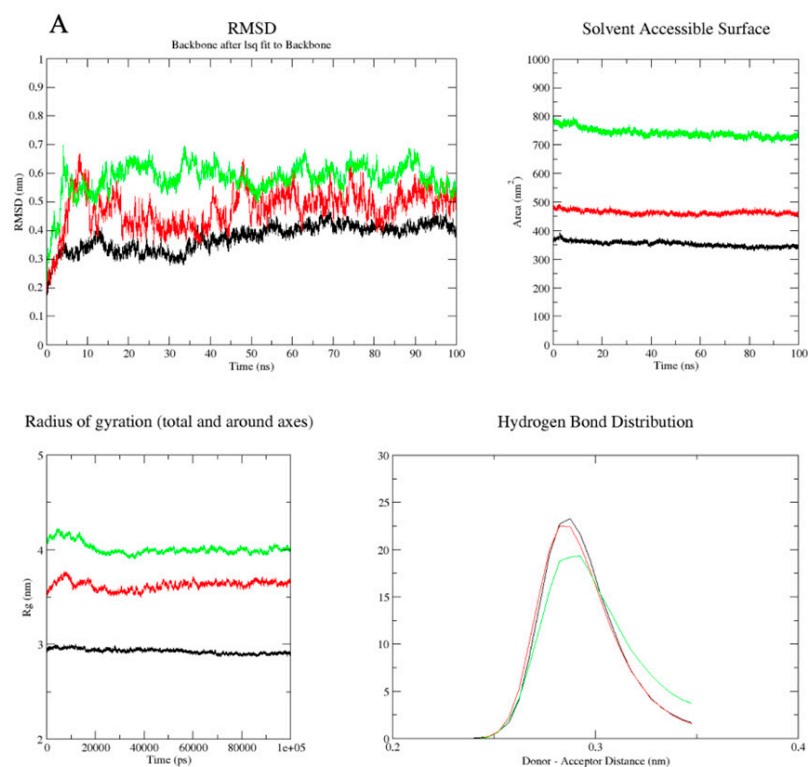 A
RMSD
Backbone after lsq fit to Backbone
1
0.9
0.8
0.7
0.6
0.5
0.4
0.3
0.2
0.1
0
RMSD (nm)
0 10 20 30 40 50 60 70 80 90 100
Time (ns)
Solvent Accessible Surface
1000
900
800
700
600
500
400
300
200
100
0
Area (nm²)
0 20 40 60 80 100
Time (ns)
Radius of gyration (total and around axes)
5
4
3
2
Rg (nm)
0 20000 40000 60000 80000 1e+05
Time (ps)
Hydrogen Bond Distribution
30
25
20
15
10
5
0
0.2 0.3 0.4
Donor - Acceptor Distance (nm)